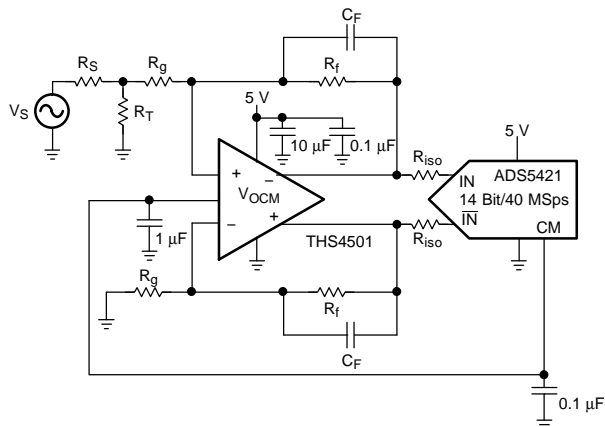 C_F
R_S
R_g
R_f
V_S
R_T
5 V
10 μF
0.1 μF
5 V
R_iso
ADS5421
IN
14 Bit/40 MSps
IN
CM
+
−
V_OCM
−
+
1 μF
THS4501
R_iso
R_g
R_f
C_F
0.1 μF